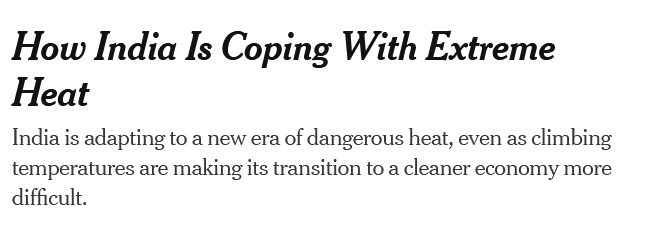 How India Is Coping With Extreme
Heat
India is adapting to a new era of dangerous heat, even as climbing
temperatures are making its transition to a cleaner economy more
difficult.